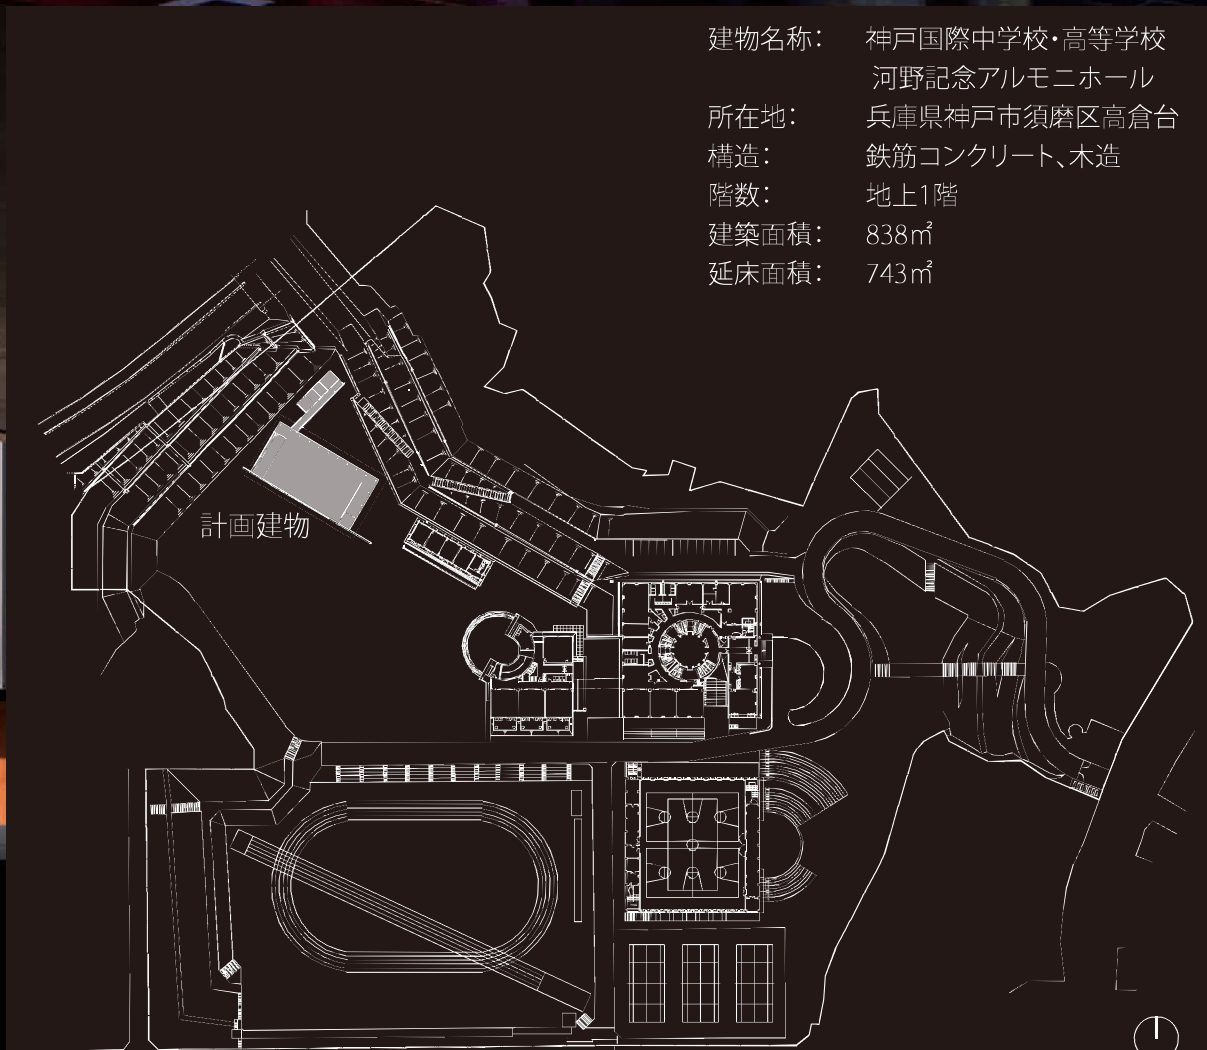 建物名称： 神戸国際中学校・高等学校
河野記念アルモニホール
所在地： 兵庫県神戸市須磨区高倉台
構造： 鉄筋コンクリート、木造
階数： 地上1階
建築面積： 838㎡
延床面積： 743㎡
計画建物